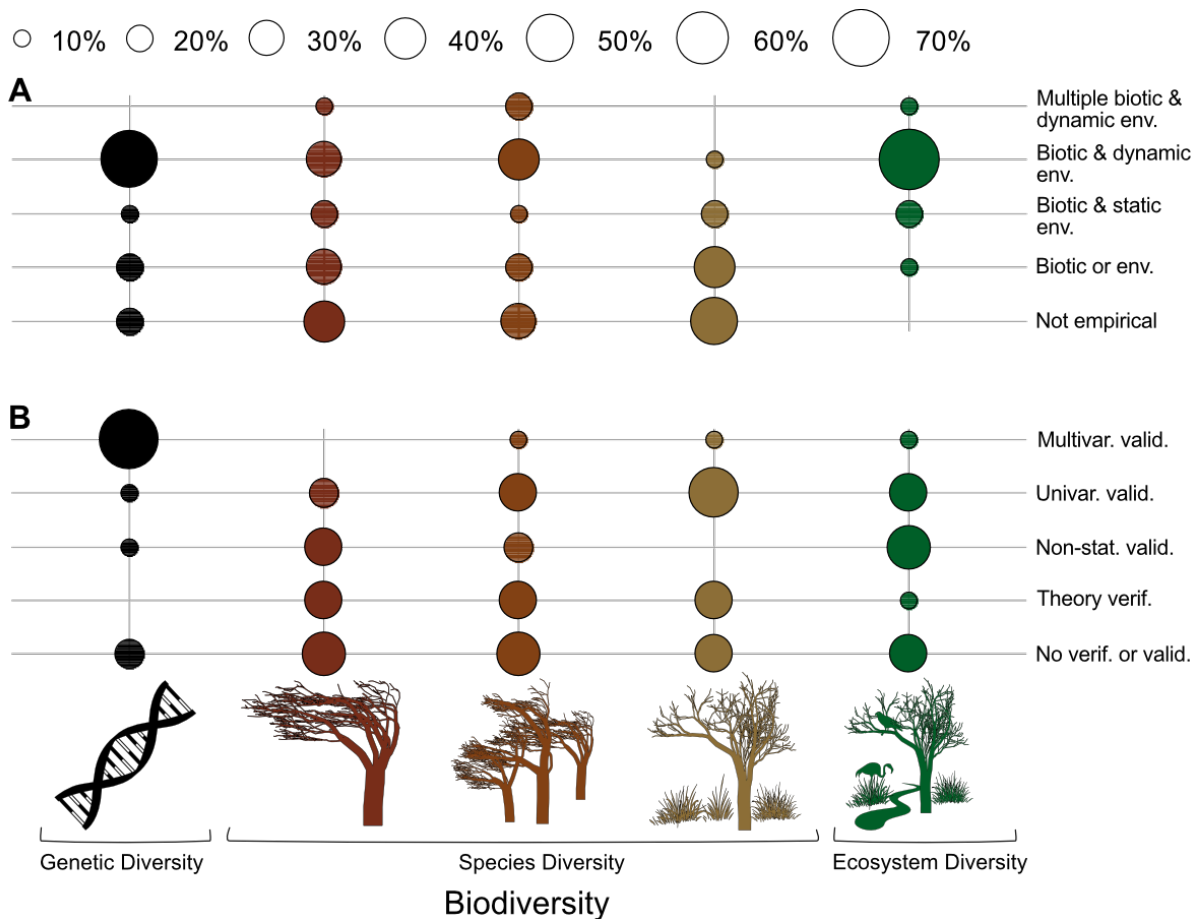 10% 20% 30% 40% 50% 60% 70%
A
Multiple biotic &
dynamic env.
Biotic & dynamic
env.
Biotic & static
env.
Biotic or env.
Not empirical
B
Multivar. valid.
Univar. valid.
Non-stat. valid.
Theory verif.
No verif. or valid.
Genetic Diversity Species Diversity Ecosystem Diversity
Biodiversity